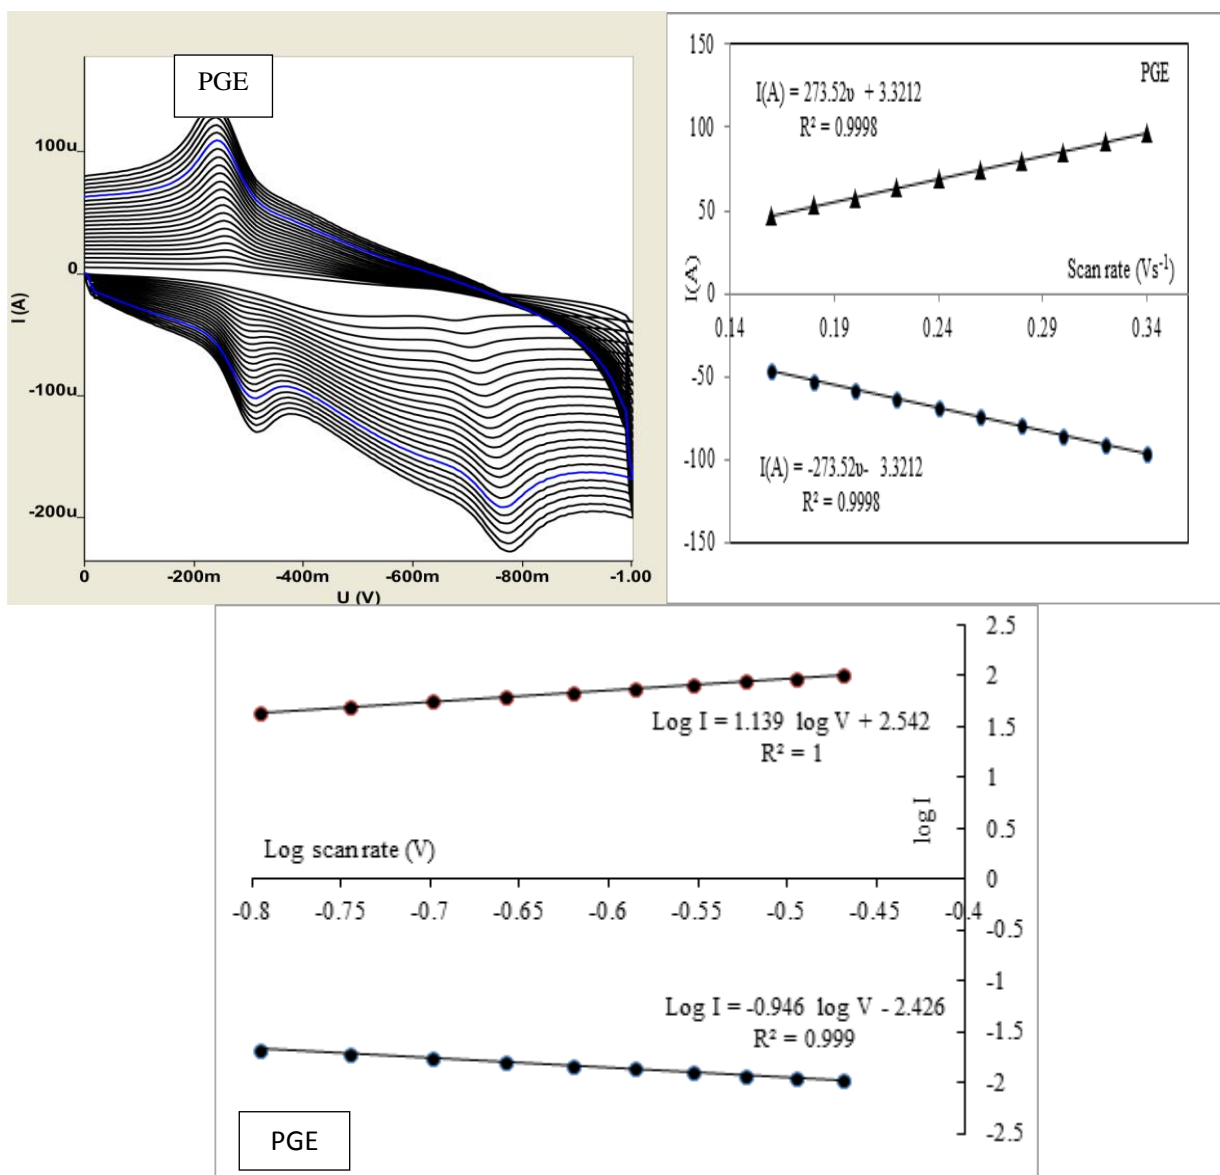 PGE
100u
0
-100u
-200u
I (A)
0
-200m
-400m
-600m
-800m
-1.00
U (V)
150
100
50
0
-50
-100
-150
I(A)
PGE
I(A) = 273.52υ + 3.3212
R² = 0.9998
Scan rate (Vs⁻¹)
0.14
0.19
0.24
0.29
0.34
I(A) = -273.52υ- 3.3212
R² = 0.9998
2.5
2
1.5
1
0.5
0
-0.5
-1
-1.5
-2
-2.5
log I
Log I = 1.139 log V + 2.542
R² = 1
Log scan rate (V)
-0.8
-0.75
-0.7
-0.65
-0.6
-0.55
-0.5
-0.45
-0.4
Log I = -0.946 log V - 2.426
R² = 0.999
PGE